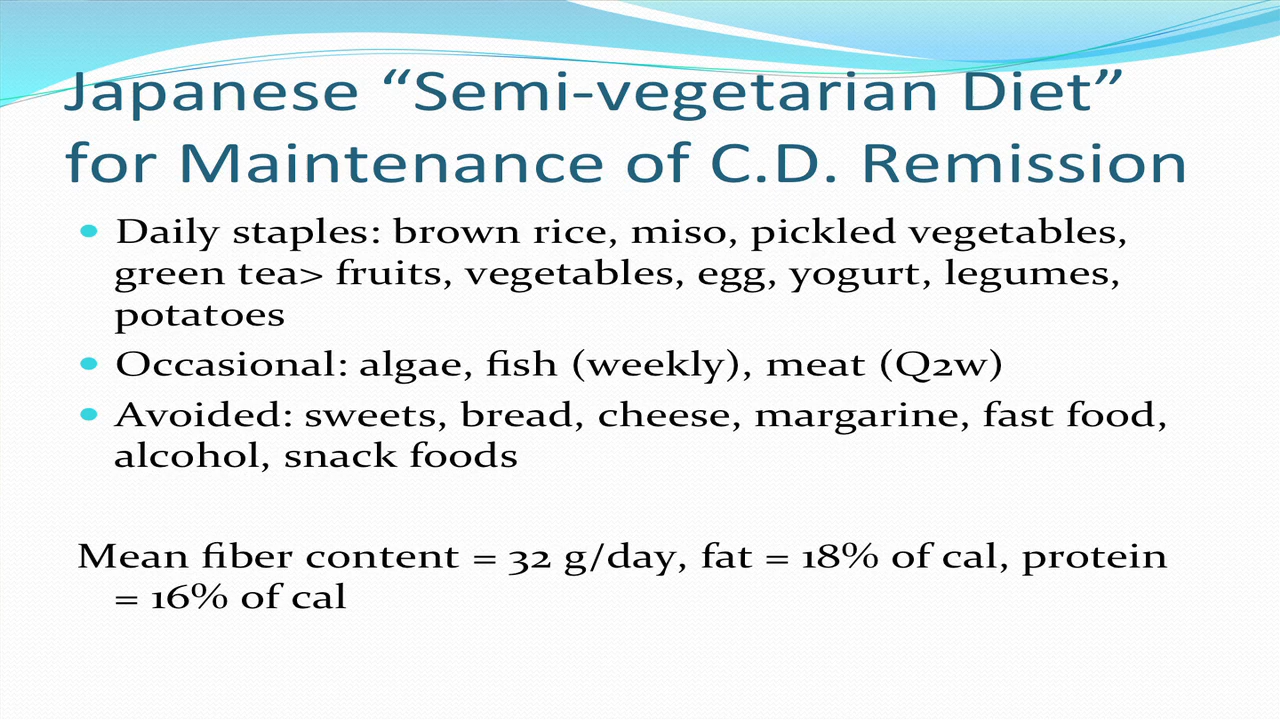 Japanese “Semi-vegetarian Diet”
for Maintenance of C.D. Remission
• Daily staples: brown rice, miso, pickled vegetables,
green tea> fruits, vegetables, egg, yogurt, legumes,
potatoes
• Occasional: algae, fish (weekly), meat (Q2w)
• Avoided: sweets, bread, cheese, margarine, fast food,
alcohol, snack foods
Mean fiber content = 32 g/day, fat = 18% of cal, protein
= 16% of cal